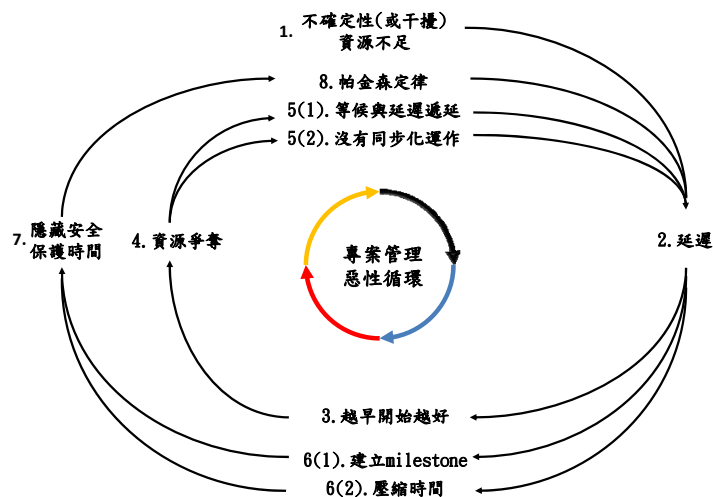 1. 不確定性(或干擾)
資源不足
8.帕金森定律
5(1).等候與延遲遞延
5(2).沒有同步化運作
7. 隱藏安全
保護時間
4.資源爭奪
專案管理
惡性循環
2.延遲
3.越早開始越好
6(1).建立milestone
6(2).壓縮時間